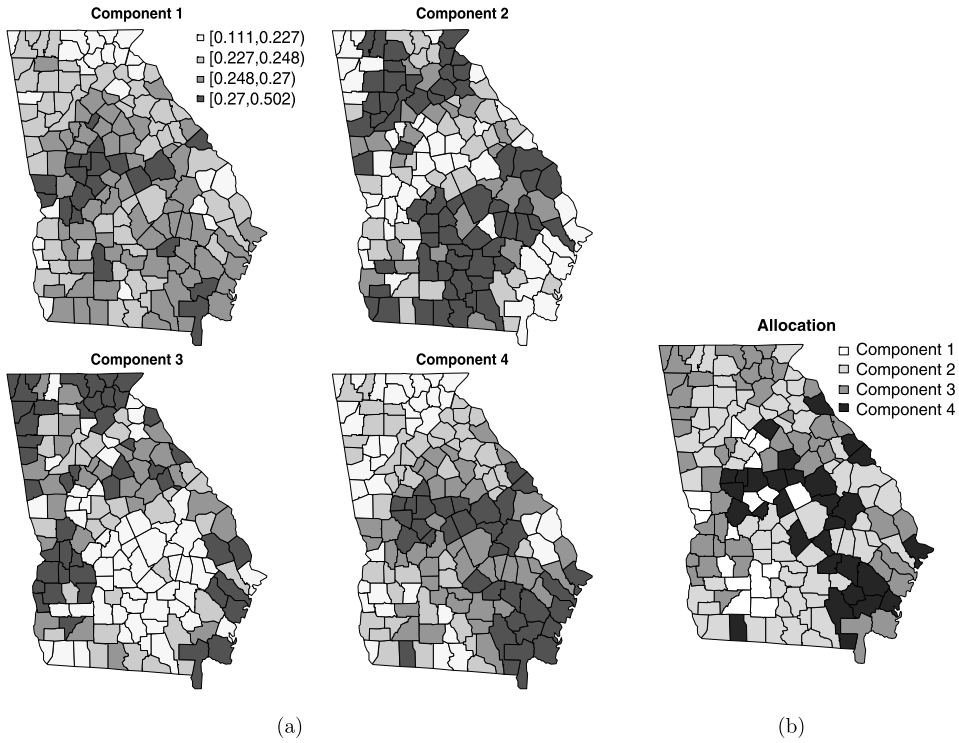 Component 1
[0.111,0.227)
[0.227,0.248)
[0.248,0.27)
[0.27,0.502)
Component 2
Component 3
Component 4
(a)
Allocation
Component 1
Component 2
Component 3
Component 4
(b)